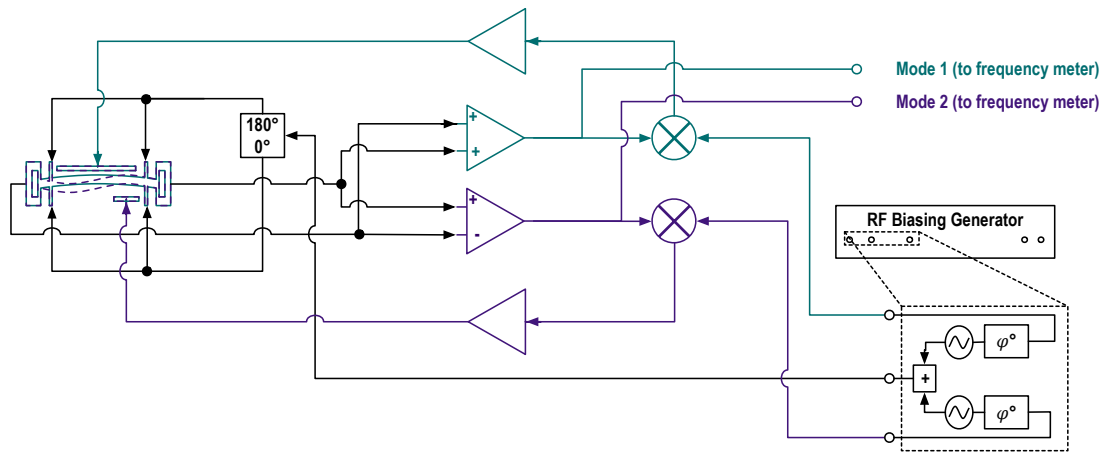 Mode 1 (to frequency meter)
Mode 2 (to frequency meter)
180°
0°
+
+
+
-
RF Biasing Generator
φ°
+
φ°